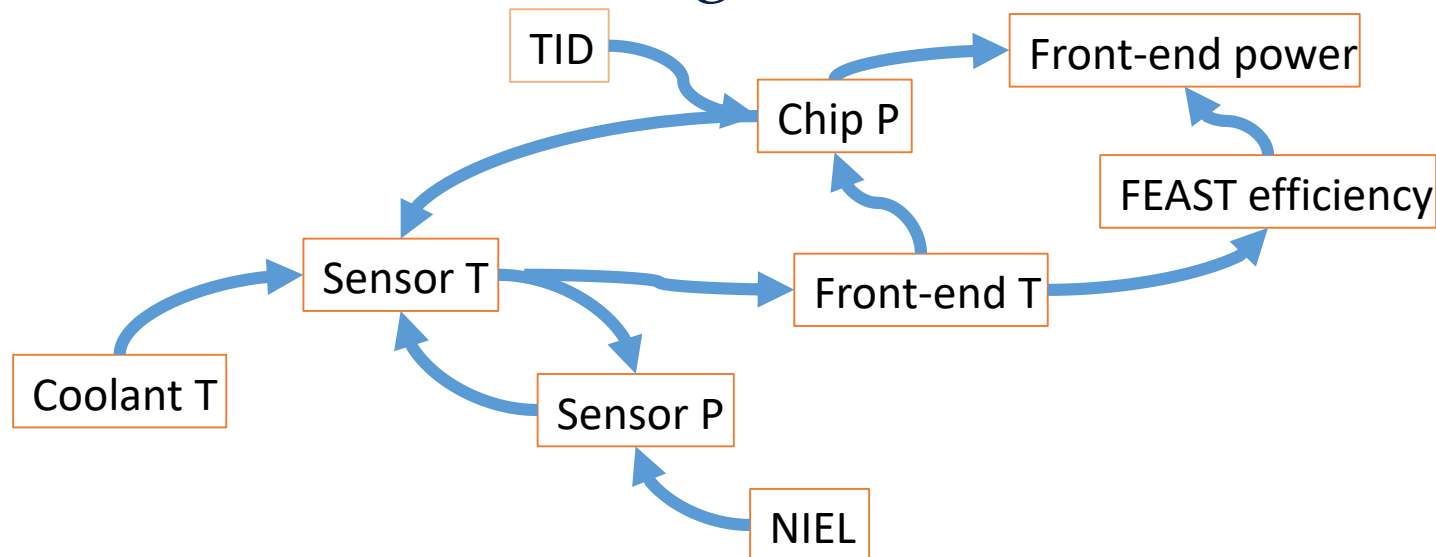 TID
Front-end power
Chip P
FEAST efficiency
Sensor T
Front-end T
Coolant T
Sensor P
NIEL